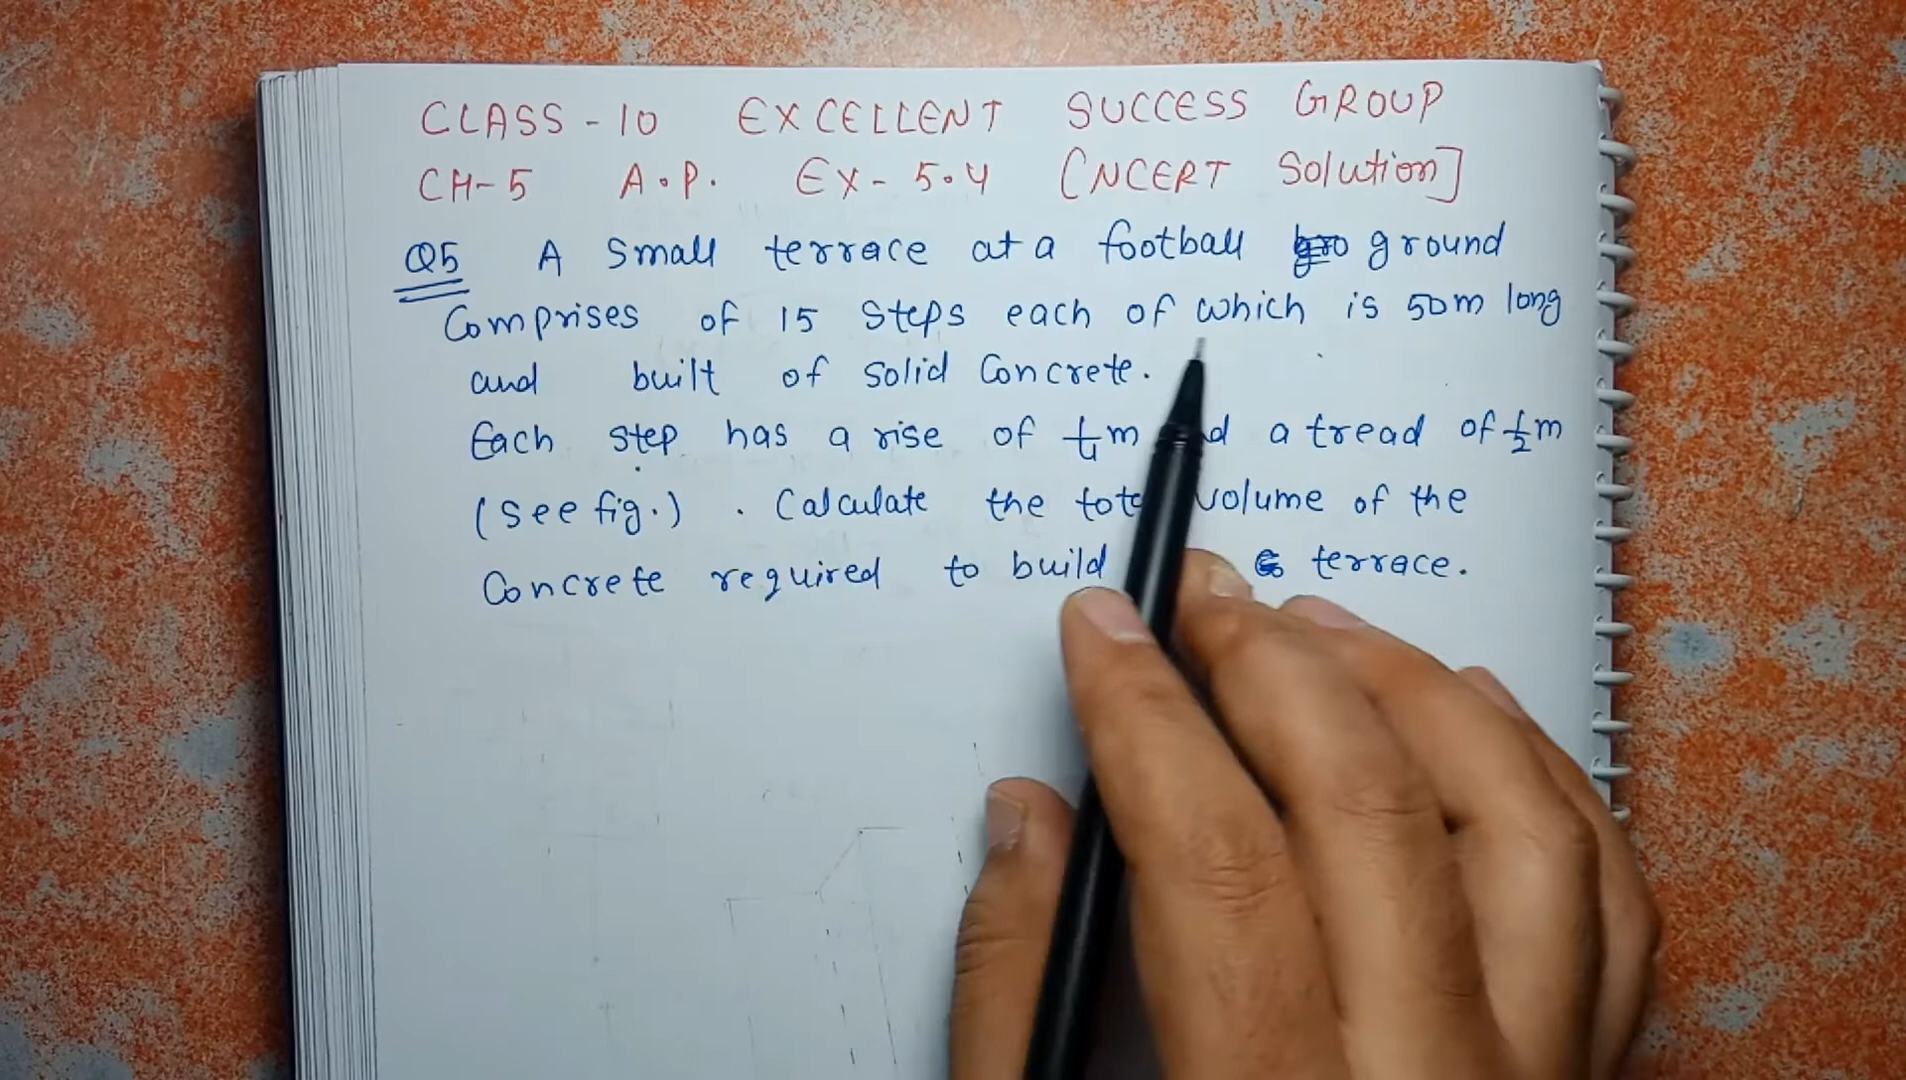 CLASS - 10 EXCELLENT SUCCESS GROUP
CH-5 A.P. EX- 5.4 [NCERT Solution]
Q5 A Small terrace at a football ground
Comprises of 15 Steps each of which is 50m long
and built of Solid Concrete.
Each step has a rise of 1/4 m a tread of 1/2 m
(See fig.). Calculate the volume of the
Concrete required to build terrace.